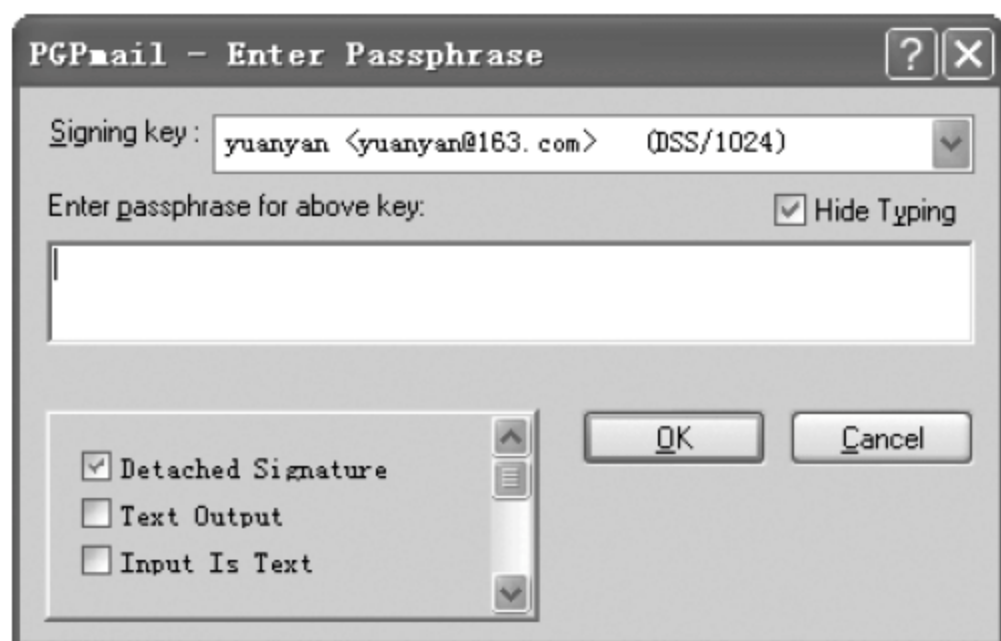 PGPmail - Enter Passphrase
Signing key : yuanyan <yuanyan@163.com> (DSS/1024)
Enter passphrase for above key: Hide Typing
OK Cancel
Detached Signature
Text Output
Input Is Text